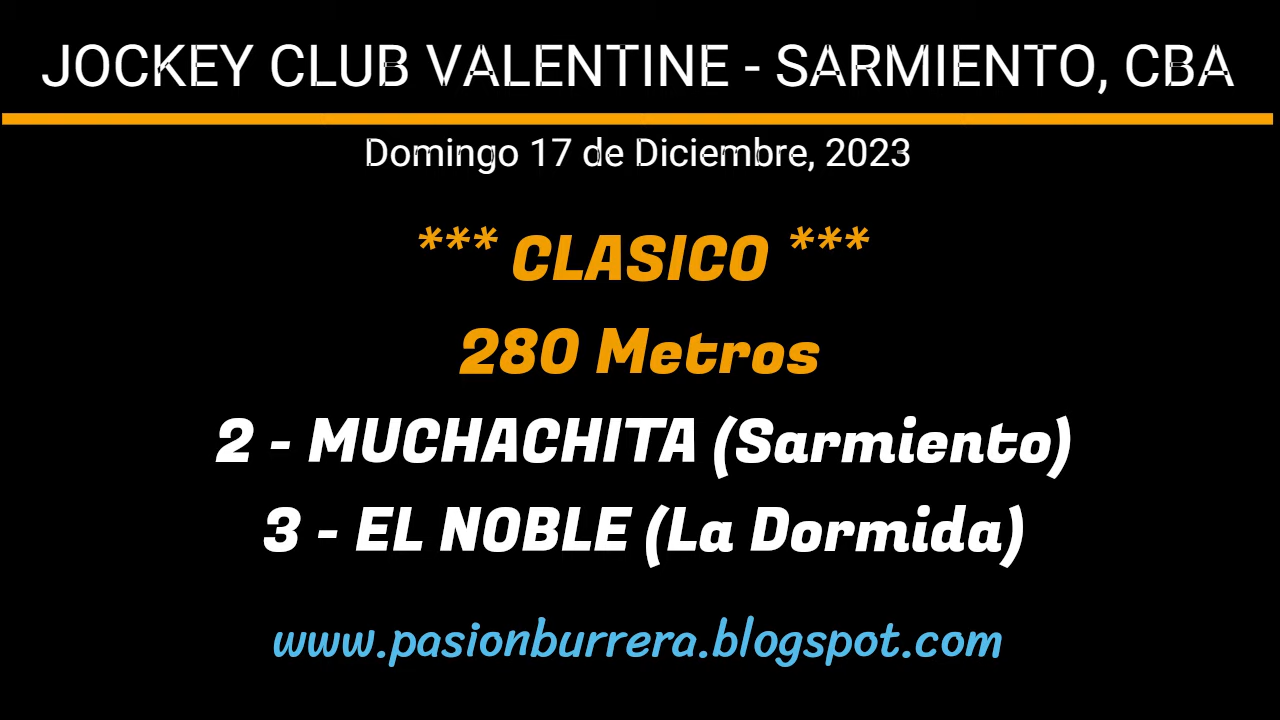 JOCKEY CLUB VALENTINE - SARMIENTO, CBA
Domingo 17 de Diciembre, 2023
*** CLASICO ***
280 Metros
2 - MUCHACHITA (Sarmiento)
3 - EL NOBLE (La Dormida)
www.pasionburrera.blogspot.com